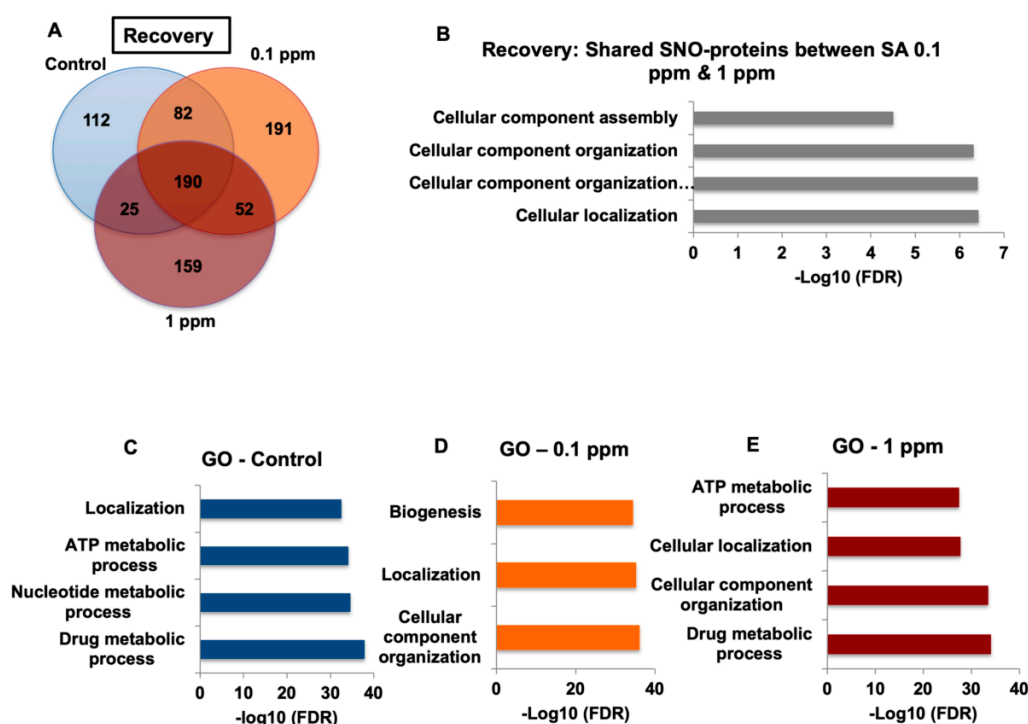 A
Recovery
Control
0.1 ppm
112
82
191
190
25
52
159
1 ppm
B
Recovery: Shared SNO-proteins between SA 0.1
ppm & 1 ppm
Cellular component assembly
Cellular component organization
Cellular component organization…
Cellular localization
0 1 2 3 4 5 6 7
-Log10 (FDR)
C
GO - Control
Localization
ATP metabolic
process
Nucleotide metabolic
process
Drug metabolic
process
0 10 20 30 40
-log10 (FDR)
D
GO – 0.1 ppm
Biogenesis
Localization
Cellular
component
organization
0 20 40
-Log10 (FDR)
E
GO - 1 ppm
ATP metabolic
process
Cellular localization
Cellular component
organization
Drug metabolic
process
0 10 20 30 40
-Log10 (FDR)